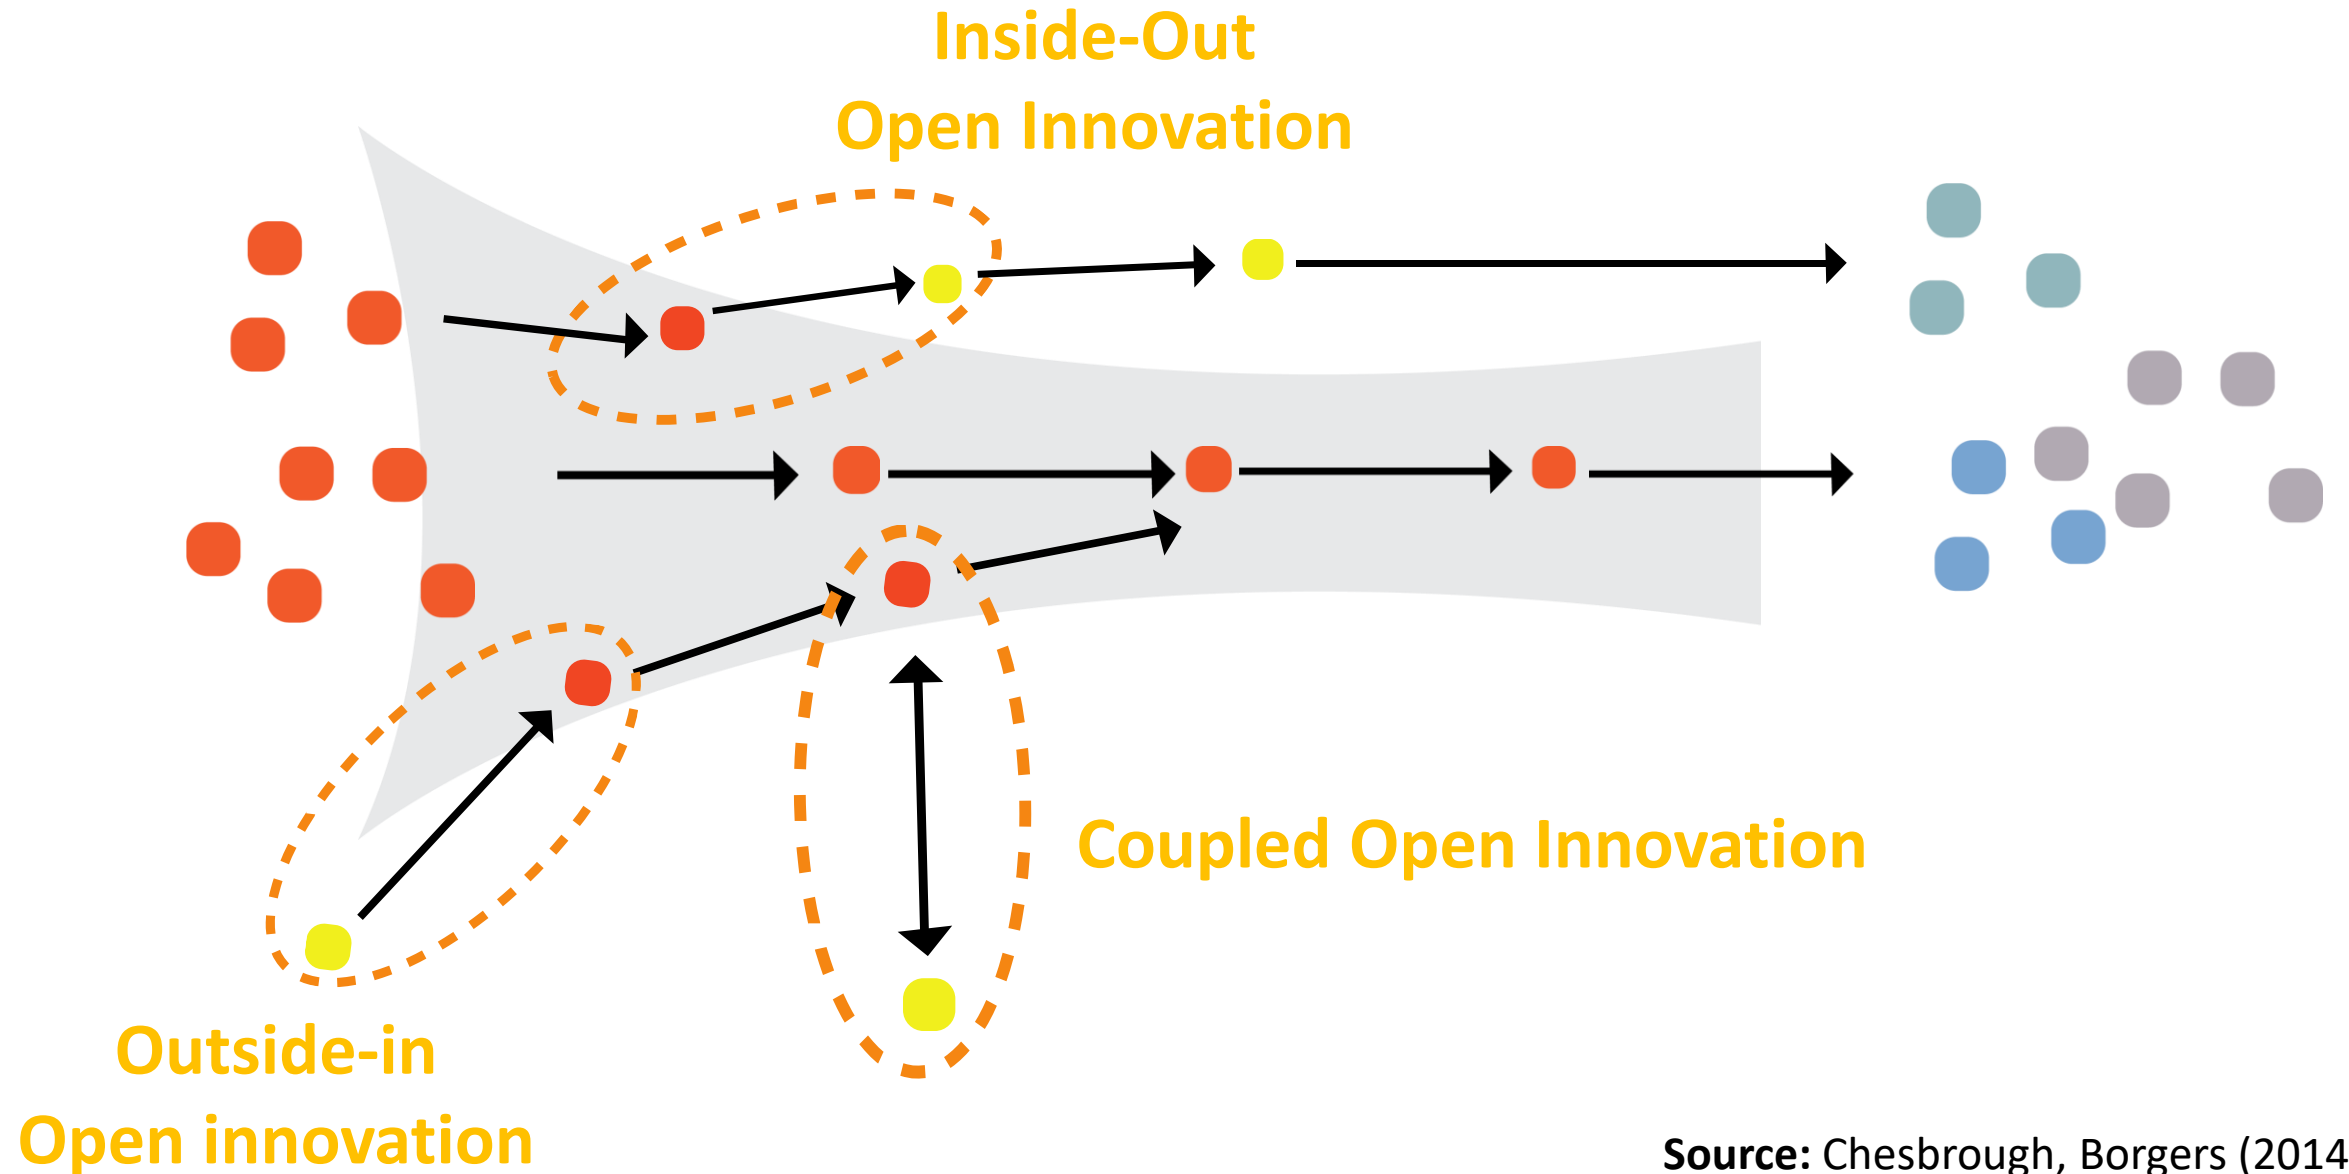 Inside-Out
Open Innovation
Coupled Open Innovation
Outside-in
Open innovation
Source: Chesbrough, Borgers (2014